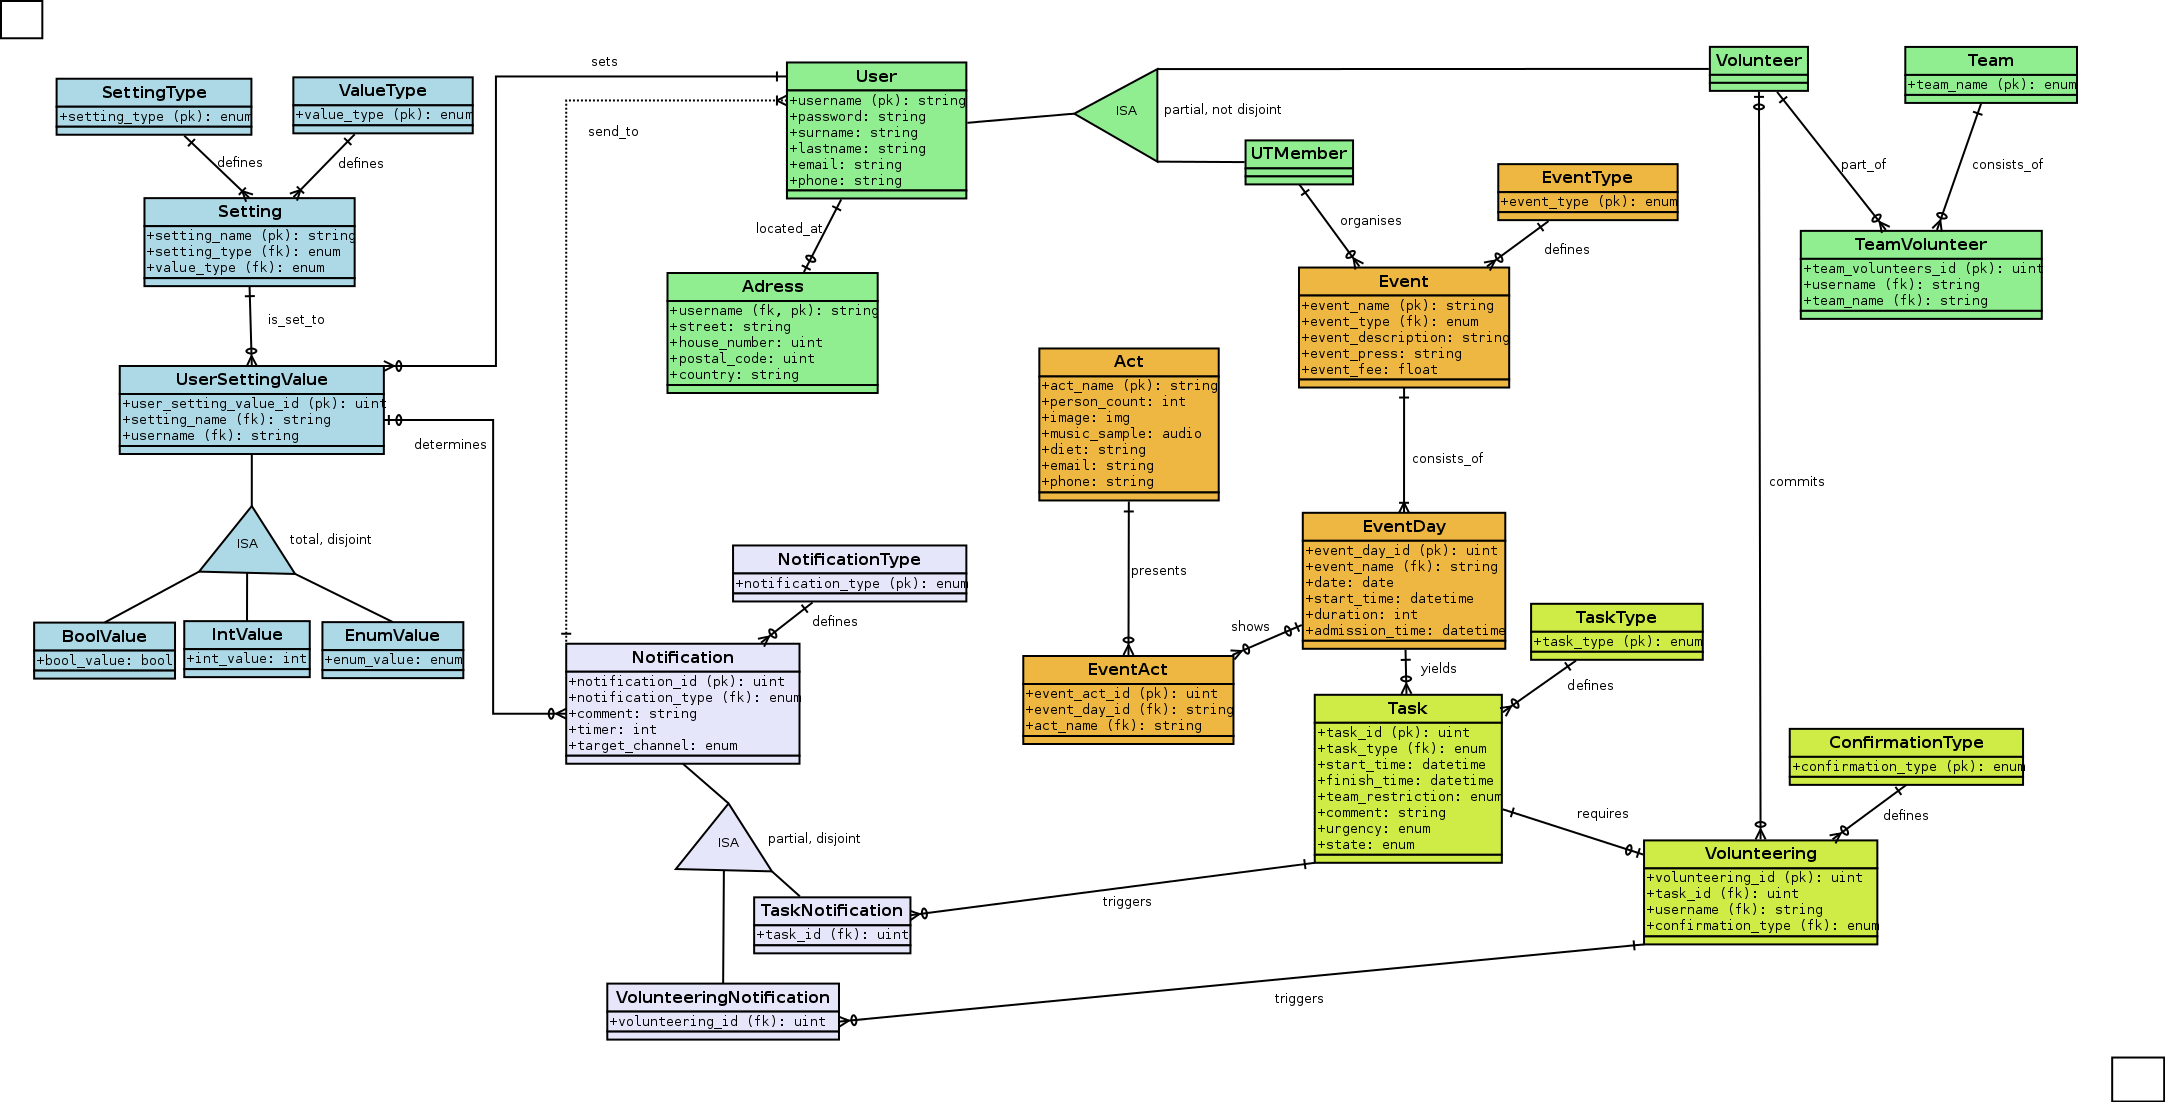 SettingType
+setting_type (pk): enum
ValueType
+value_type (pk): enum
defines
defines
Setting
+setting_name (pk): string
+setting_type (fk): enum
+value_type (fk): enum
is_set_to
UserSettingValue
+user_setting_value_id (pk): uint
+setting_name (fk): string
+username (fk): string
sets
send_to
determines
ISA
total, disjoint
BoolValue
+bool_value: bool
IntValue
+int_value: int
EnumValue
+enum_value: enum
User
+username (pk): string
+password: string
+surname: string
+lastname: string
+email: string
+phone: string
located_at
Adress
+username (fk, pk): string
+street: string
+house_number: uint
+postal_code: uint
+country: string
ISA
partial, not disjoint
Volunteer
UTMember
Team
+team_name (pk): enum
part_of
consists_of
TeamVolunteer
+team_volunteers_id (pk): uint
+username (fk): string
+team_name (fk): string
organises
EventType
+event_type (pk): enum
defines
Event
+event_name (pk): string
+event_type (fk): enum
+event_description: string
+event_press: string
+event_fee: float
consists_of
Act
+act_name (pk): string
+person_count: int
+image: img
+music_sample: audio
+diet: string
+email: string
+phone: string
presents
EventDay
+event_day_id (pk): uint
+event_name (fk): string
+date: date
+start_time: datetime
+duration: int
+admission_time: datetime
shows
EventAct
+event_act_id (pk): uint
+event_day_id (fk): string
+act_name (fk): string
yields
commits
TaskType
+task_type (pk): enum
defines
Task
+task_id (pk): uint
+task_type (fk): enum
+start_time: datetime
+finish_time: datetime
+team_restriction: enum
+comment: string
+urgency: enum
+state: enum
requires
ConfirmationType
+confirmation_type (pk): enum
defines
Volunteering
+volunteering_id (pk): uint
+task_id (fk): uint
+username (fk): string
+confirmation_type (fk): enum
NotificationType
+notification_type (pk): enum
defines
Notification
+notification_id (pk): uint
+notification_type (fk): enum
+comment: string
+timer: int
+target_channel: enum
ISA
partial, disjoint
TaskNotification
+task_id (fk): uint
triggers
VolunteeringNotification
+volunteering_id (fk): uint
triggers